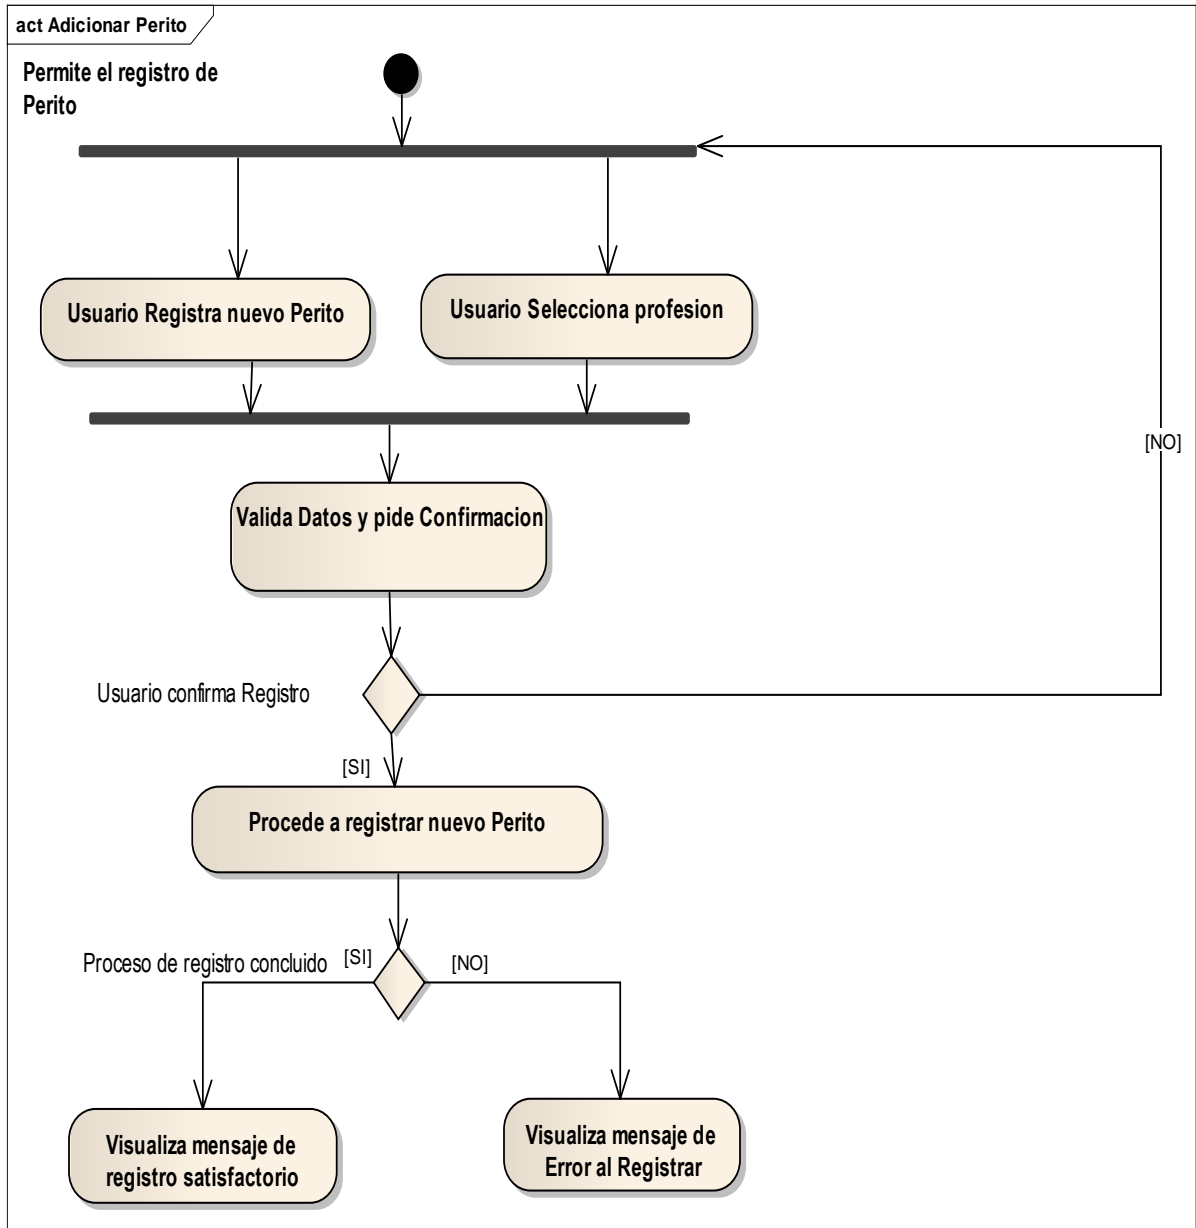 act Adicionar Perito
Permite el registro de
Perito
Usuario Registra nuevo Perito
Usuario Selecciona profesion
[NO]
Valida Datos y pide Confirmacion
Usuario confirma Registro
[SI]
Procede a registrar nuevo Perito
Proceso de registro concluido
[SI]
[NO]
Visualiza mensaje de
registro satisfactorio
Visualiza mensaje de
Error al Registrar